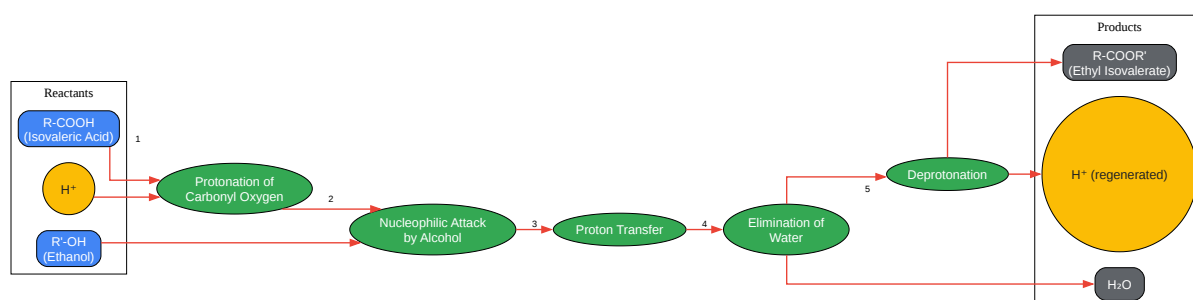 Reactants
R-COOH
(Isovaleric Acid)
H⁺
R'-OH
(Ethanol)
1
Protonation of
Carbonyl Oxygen
2
Nucleophilic Attack
by Alcohol
3
Proton Transfer
4
Elimination of
Water
5
Deprotonation
Products
R-COOR'
(Ethyl Isovalerate)
H⁺ (regenerated)
H₂O